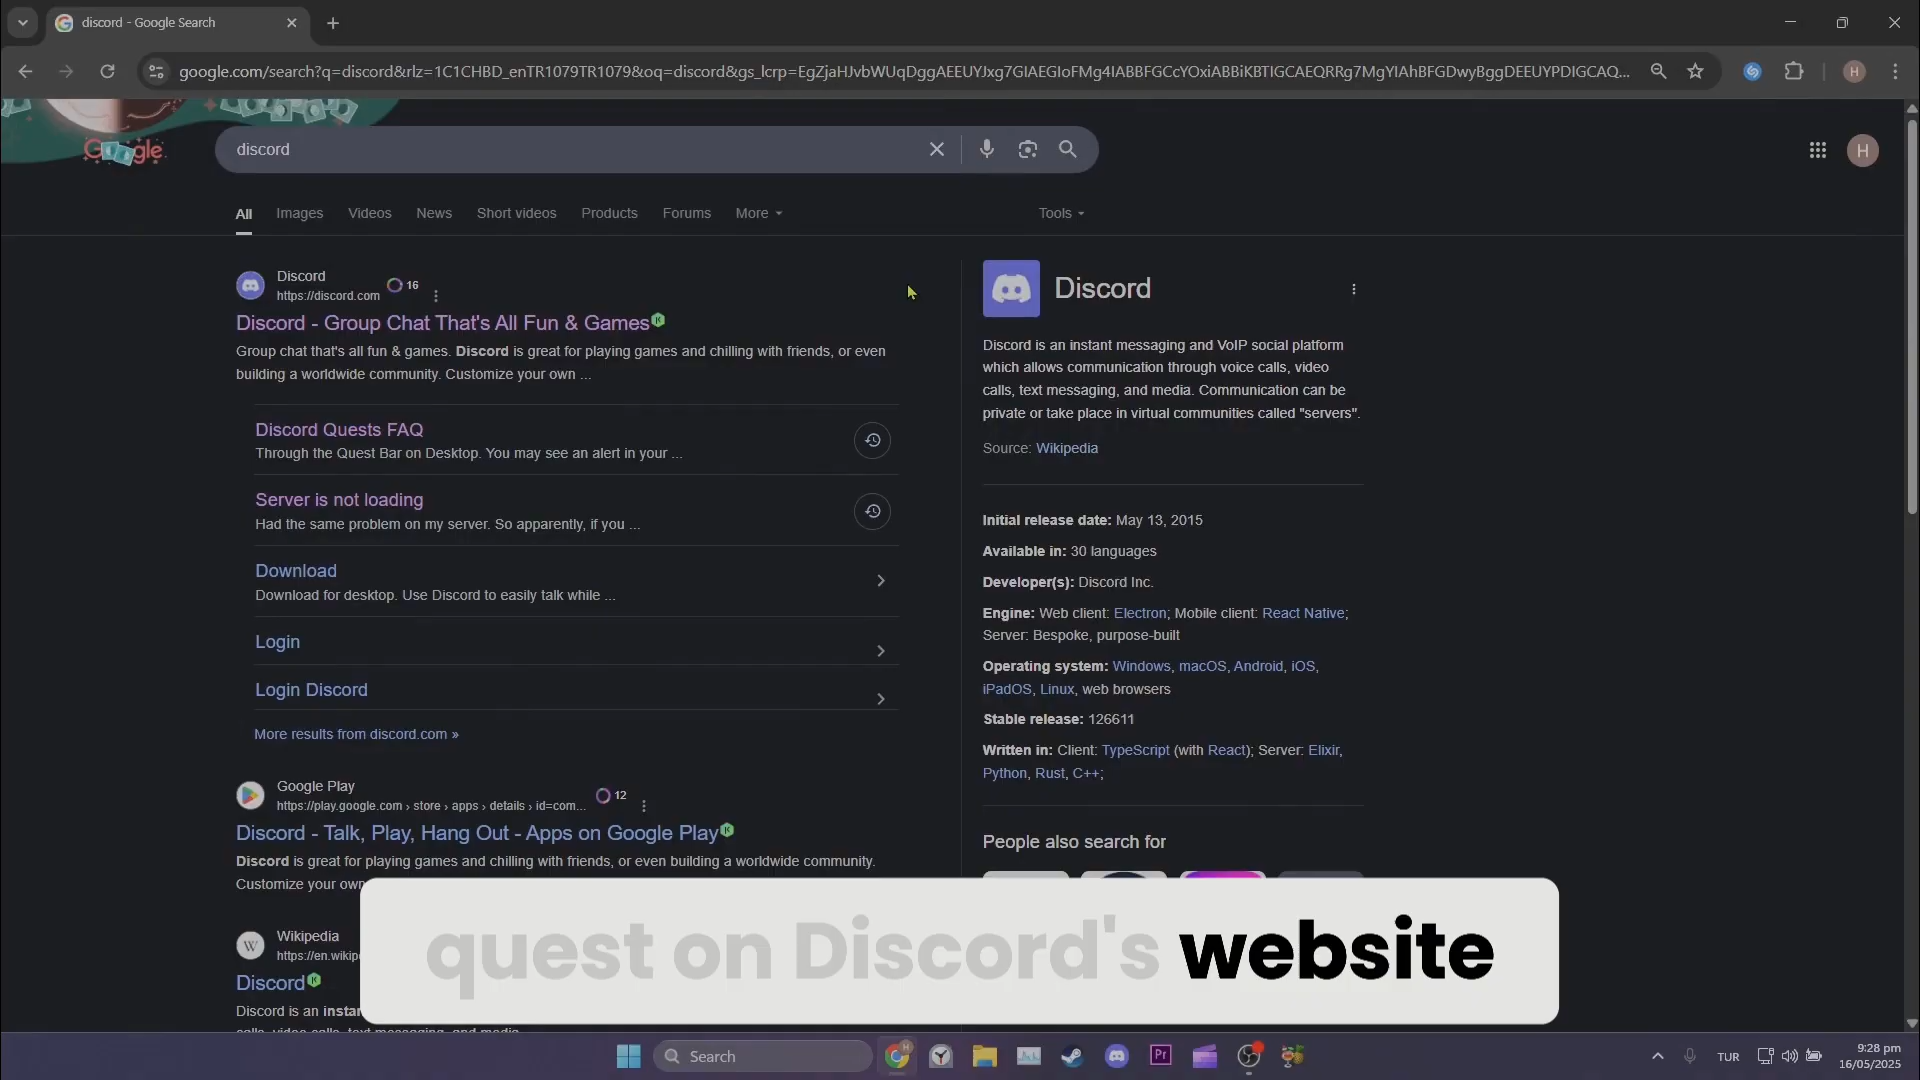 discord - Google Search
google.com/search?q=discord&rlz=1C1CHBD_enTR1079TR1079&oq=discord&gs_lcrp=EgZjaHJvbWUqDggAEEUYJxg7GIAEGIoFMg4IABBFGCcYOxiABBiKBTIGCAEQRRg7MgYIAhBFGDwyBggDEEUYPDIGCAQ...
H
Google
discord
H
All
Images
Videos
News
Short videos
Products
Forums
More
Tools
Discord
https://discord.com
16
Discord - Group Chat That's All Fun & Games
Group chat that's all fun & games. Discord is great for playing games and chilling with friends, or even
building a worldwide community. Customize your own ...
Discord Quests FAQ
Through the Quest Bar on Desktop. You may see an alert in your ...
Server is not loading
Had the same problem on my server. So apparently, if you ...
Download
Download for desktop. Use Discord to easily talk while ...
Login
Login Discord
More results from discord.com »
Google Play
https://play.google.com › store › apps › details › id=com...
12
Discord - Talk, Play, Hang Out - Apps on Google Play
Discord is great for playing games and chilling with friends, or even building a worldwide community.
Customize your own
W
Wikipedia
https://en.wikip
Discord
Discord is an instan
Discord
Discord is an instant messaging and VoIP social platform
which allows communication through voice calls, video
calls, text messaging, and media. Communication can be
private or take place in virtual communities called "servers".
Source: Wikipedia
Initial release date: May 13, 2015
Available in: 30 languages
Developer(s): Discord Inc.
Engine: Web client: Electron; Mobile client: React Native;
Server: Bespoke, purpose-built
Operating system: Windows, macOS, Android, iOS,
iPadOS, Linux, web browsers
Stable release: 126611
Written in: Client: TypeScript (with React); Server: Elixir,
Python, Rust, C++;
People also search for
quest on Discord's website
Search
H
Pr
TUR
9:28 pm
16/05/2025